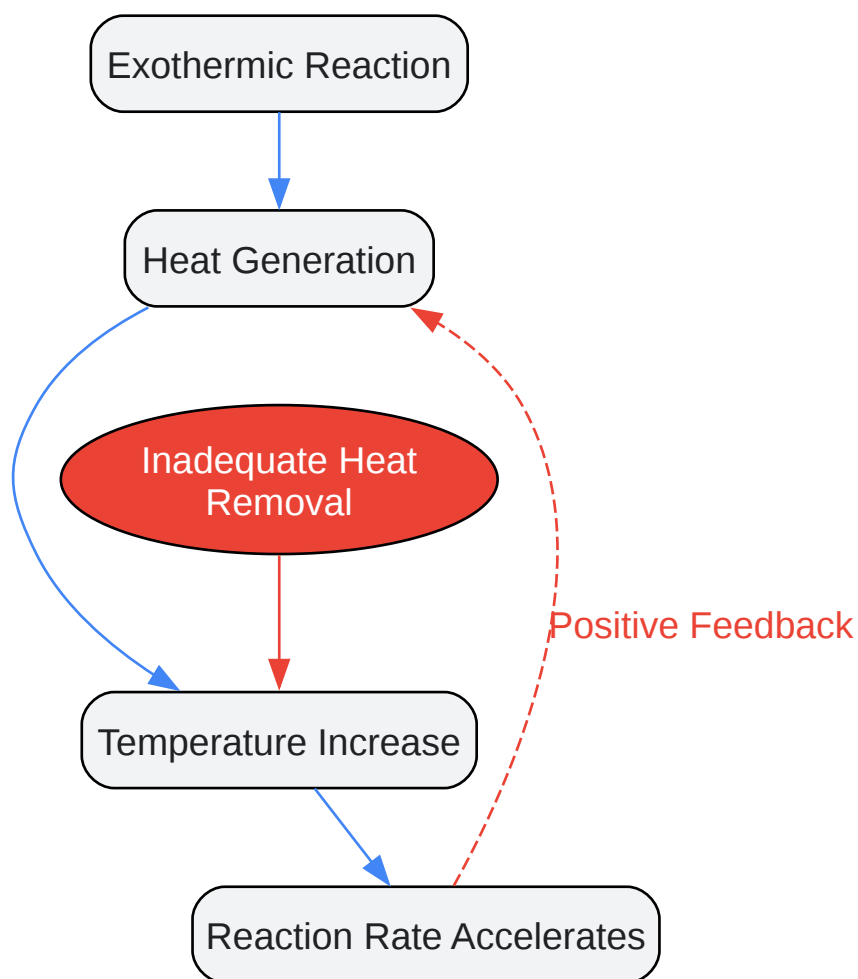 Exothermic Reaction
Heat Generation
Inadequate Heat
Removal
Positive Feedback
Temperature Increase
Reaction Rate Accelerates